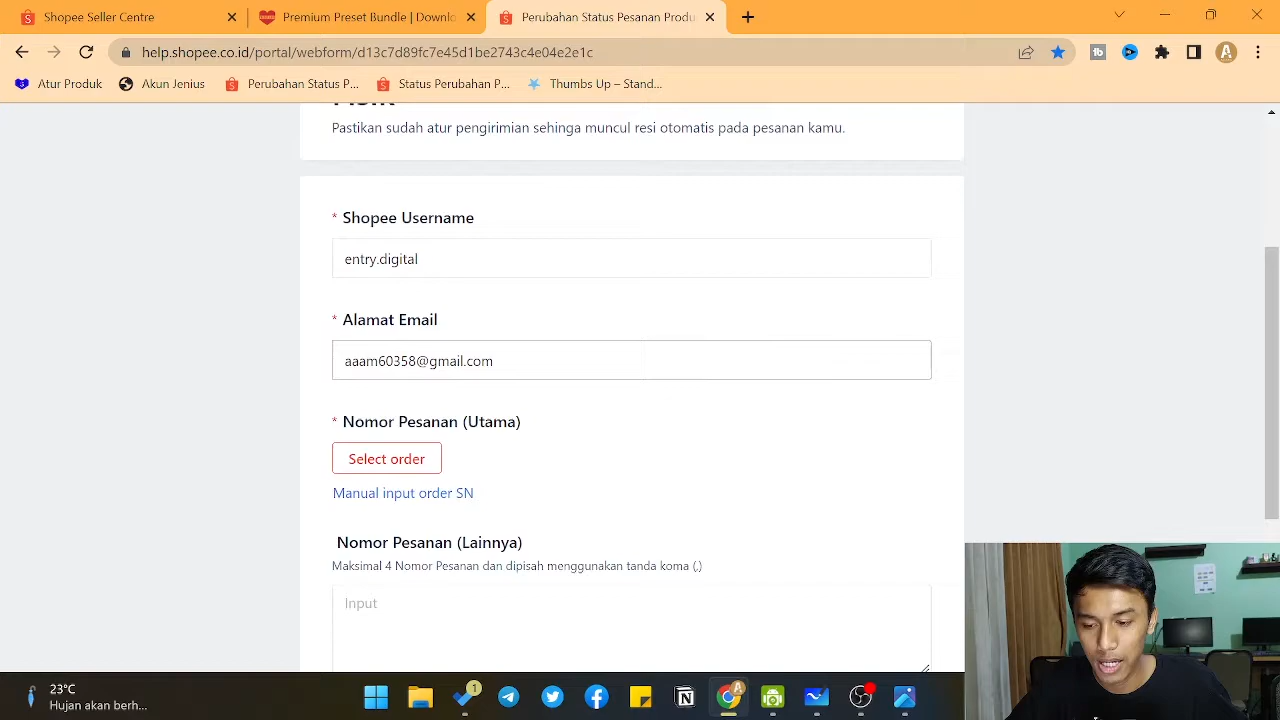 Shopee Seller Centre
Premium Preset Bundle | Downlo
Perubahan Status Pesanan Produ
help.shopee.co.id/portal/webform/d13c7d89fc7e45d1be2743c4e04e2e1c
Atur Produk
Akun Jenius
Perubahan Status P...
Status Perubahan P...
Thumbs Up – Stand...
Pastikan sudah atur pengirimian sehinga muncul resi otomatis pada pesanan kamu.
* Shopee Username
entry.digital
* Alamat Email
aaam60358@gmail.com
* Nomor Pesanan (Utama)
Select order
Manual input order SN
Nomor Pesanan (Lainnya)
Maksimal 4 Nomor Pesanan dan dipisah menggunakan tanda koma (,)
Input
23°C
Hujan akan berh...
1